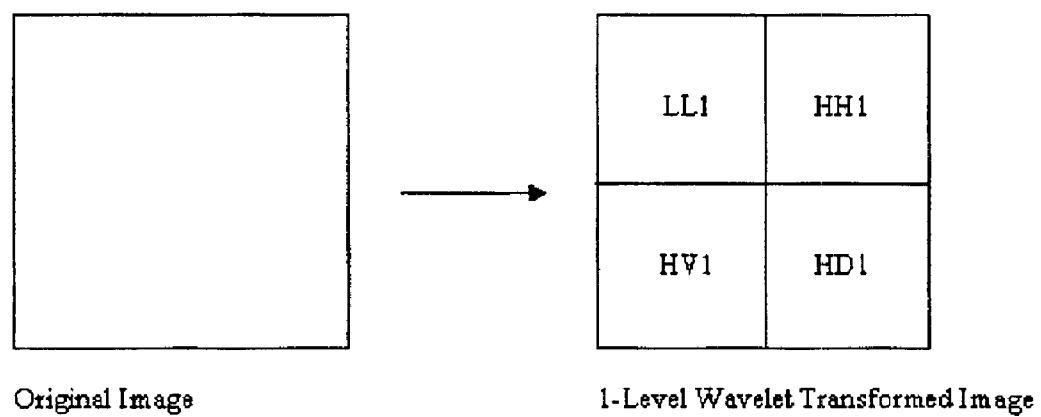 LL1 HH1
HV1 HD1
Original Image
1-Level Wavelet Transformed Image